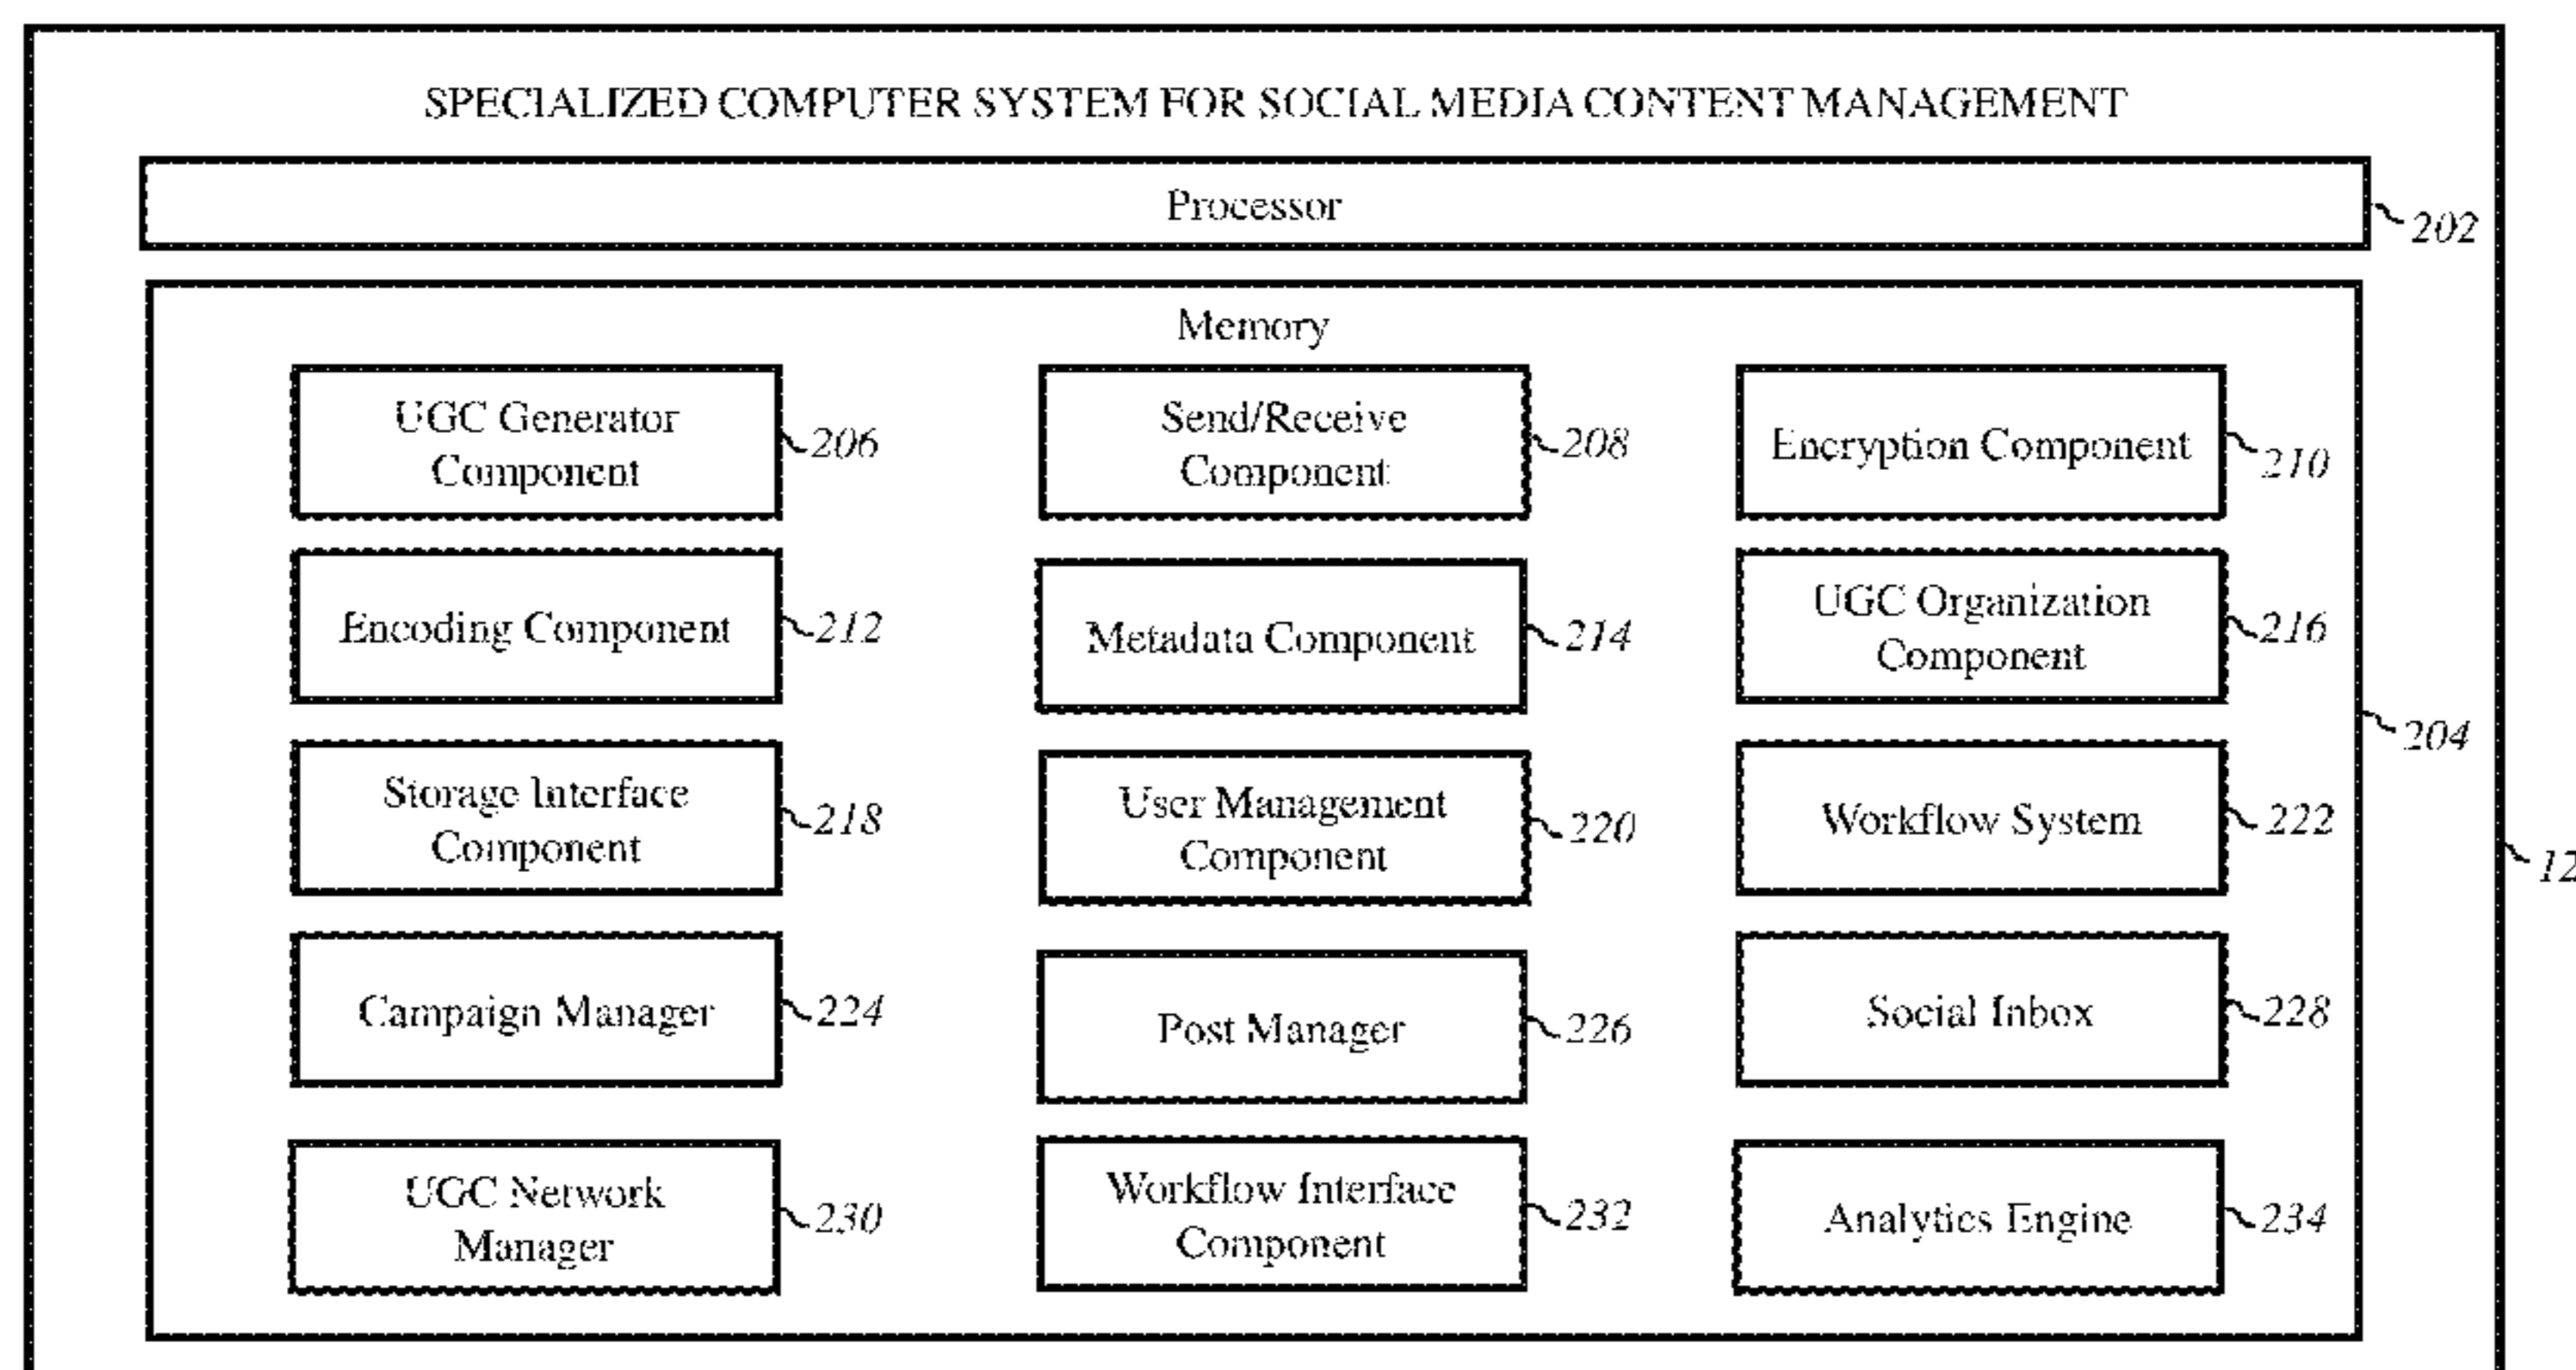 SPECIALIZED COMPUTER SYSTEM FOR SOCIAL MEDIA CONTENT MANAGEMENT
Processor
202
Memory
UGC Generator
Component
206
Send/Receive
Component
208
Encryption Component
210
Encoding Component
212
Metadata Component
214
UGC Organization
Component
216
204
Storage Interface
Component
218
User Management
Component
220
Workflow System
222
12
Campaign Manager
224
Post Manager
226
Social Inbox
228
UGC Network
Manager
230
Workflow Interface
Component
232
Analytics Engine
234